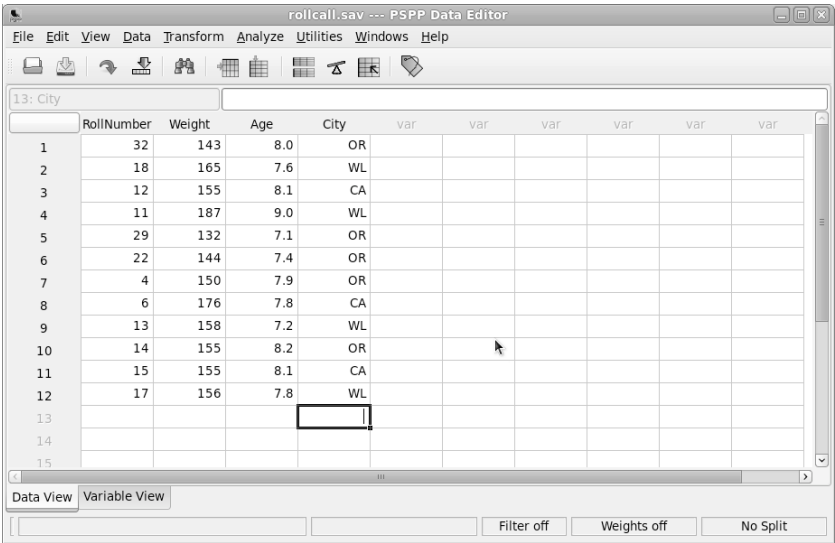 rollcall.sav --- PSPP Data Editor
File Edit View Data Transform Analyze Utilities Windows Help
13: City
RollNumber Weight Age City var var var var var var
1 32 143 8.0 OR
2 18 165 7.6 WL
3 12 155 8.1 CA
4 11 187 9.0 WL
5 29 132 7.1 OR
6 22 144 7.4 OR
7 4 150 7.9 OR
8 6 176 7.8 CA
9 13 158 7.2 WL
10 14 155 8.2 OR
11 15 155 8.1 CA
12 17 156 7.8 WL
13
14
15
Data View Variable View
Filter off Weights off No Split